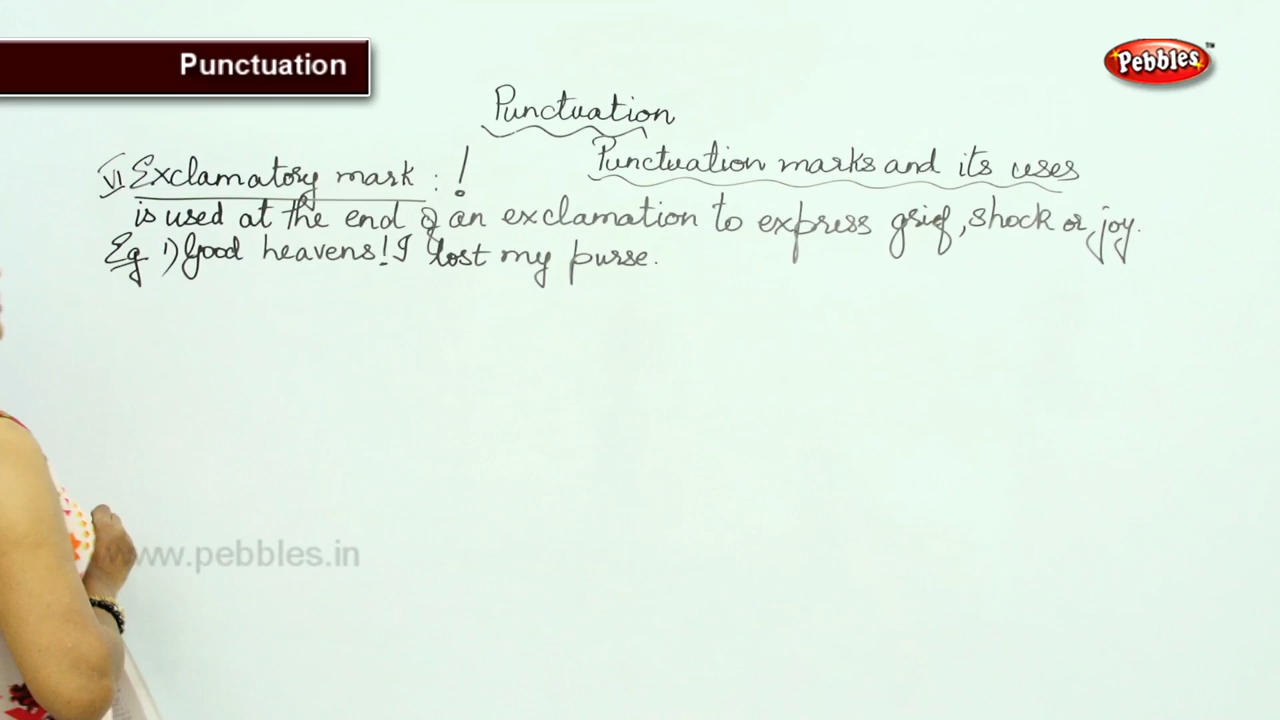 Punctuation
Pebbles™
Punctuation
Punctuation marks and its uses
VI Exclamatory mark : !
is used at the end of an exclamation to express grief, shock or joy.
Eg 1) Good heavens! I lost my purse.
www.pebbles.in